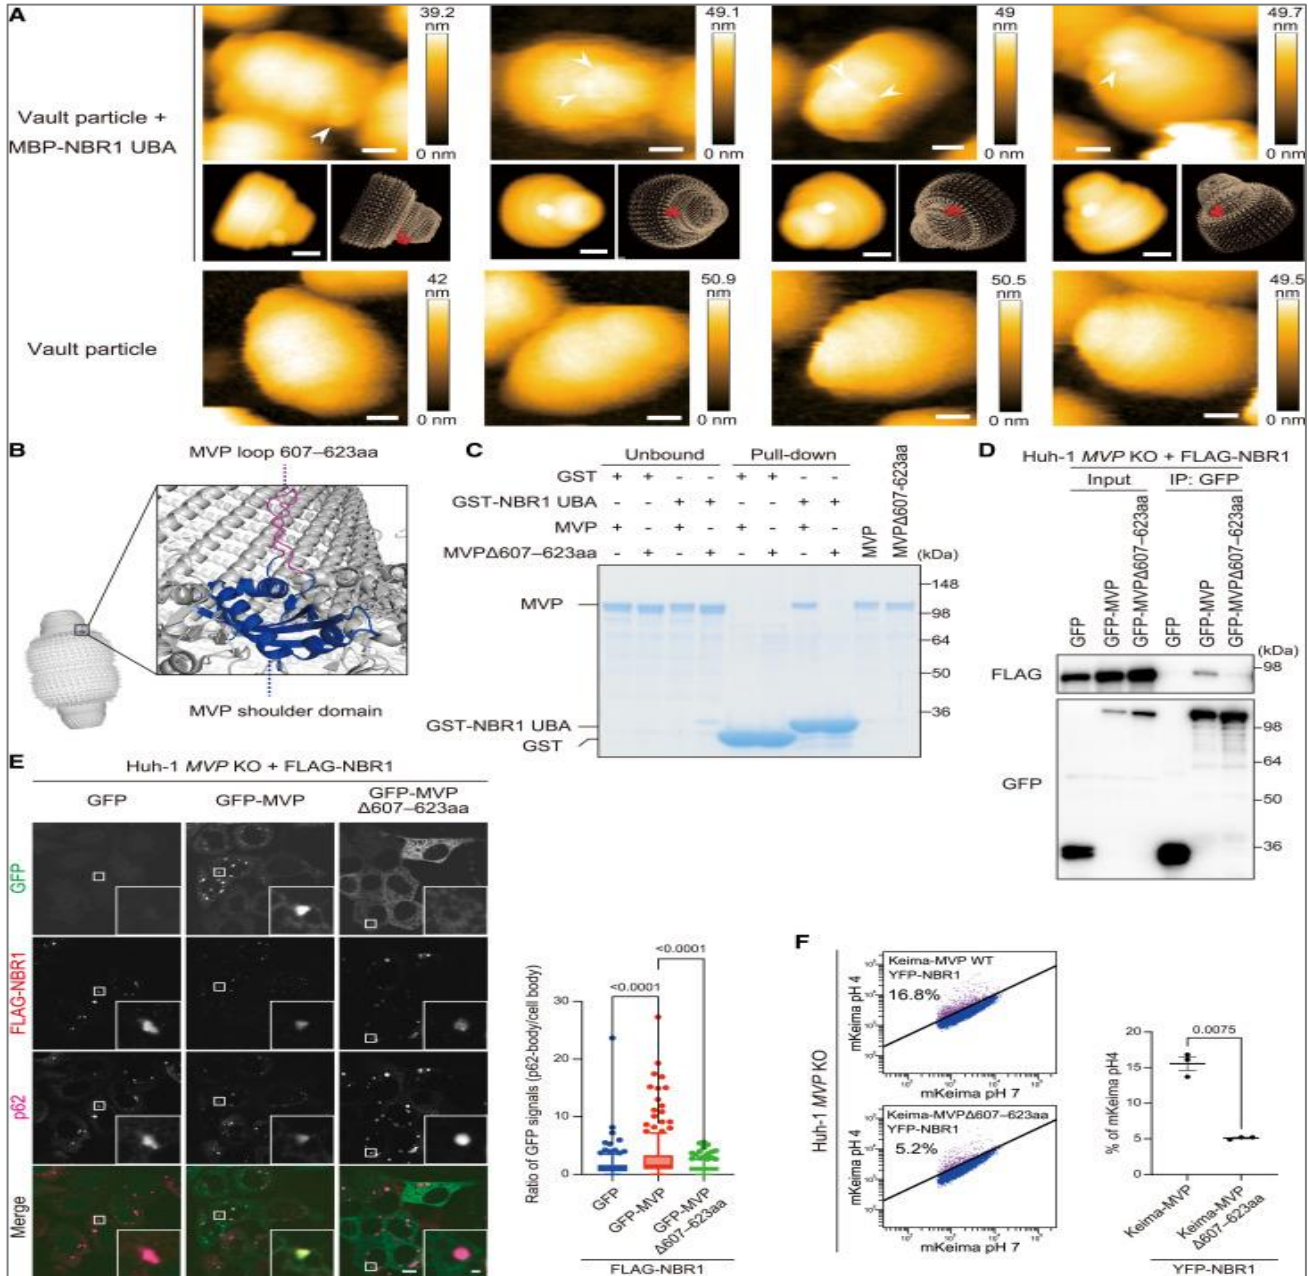 A
39.2
nm
0 nm
49.1
nm
0 nm
49
nm
0 nm
49.7
nm
0 nm
Vault particle +
MBP-NBR1 UBA
42
nm
0 nm
50.9
nm
0 nm
50.5
nm
0 nm
49.5
nm
0 nm
Vault particle
B
MVP loop 607–623aa
MVP shoulder domain
C
Unbound Pull-down
GST + + - - + + - -
GST-NBR1 UBA - - + + - - + +
MVP + - + - + - + -
MVPΔ607–623aa - + - + - + - +
MVP
MVPΔ607-623aa
(kDa)
MVP
148
98
64
50
36
GST-NBR1 UBA
GST
D
Huh-1 MVP KO + FLAG-NBR1
Input IP: GFP
GFP
GFP-MVP
GFP-MVPΔ607–623aa
GFP
GFP-MVP
GFP-MVPΔ607–623aa
(kDa)
FLAG
98
GFP
98
64
50
36
E
Huh-1 MVP KO + FLAG-NBR1
GFP GFP-MVP GFP-MVP
Δ607–623aa
GFP
FLAG-NBR1
p62
Merge
Ratio of GFP signals (p62-body/cell body)
<0.0001
<0.0001
30
20
10
0
GFP
GFP-MVP
GFP-MVP
Δ607–623aa
FLAG-NBR1
F
Huh-1 MVP KO
Keima-MVP WT
YFP-NBR1
16.8%
mKeima pH 4
mKeima pH 7
Keima-MVPΔ607–623aa
YFP-NBR1
5.2%
mKeima pH 4
mKeima pH 7
% of mKeima pH4
0.0075
20
15
10
5
0
Keima-MVP
Keima-MVP
Δ607–623aa
YFP-NBR1